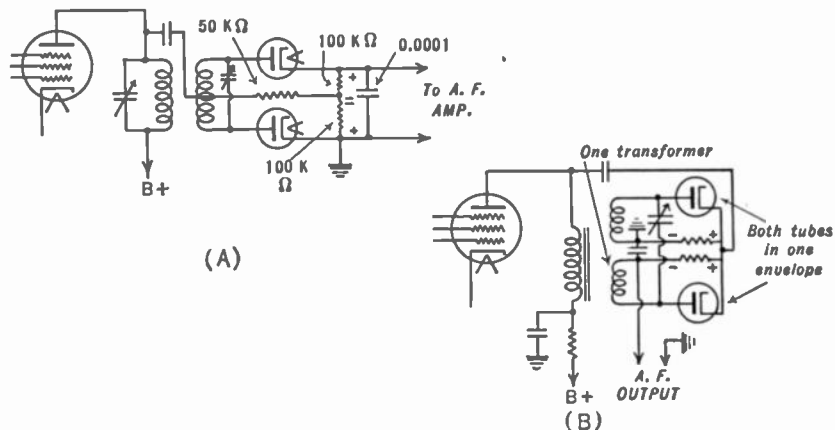 50 KΩ
100 KΩ
0.0001
To A. F.
AMP.
+
=
+
100 K
Ω
B+
(A)
One transformer
- +
- +
Both tubes
in one
envelope
A. F.
OUTPUT
B+
(B)